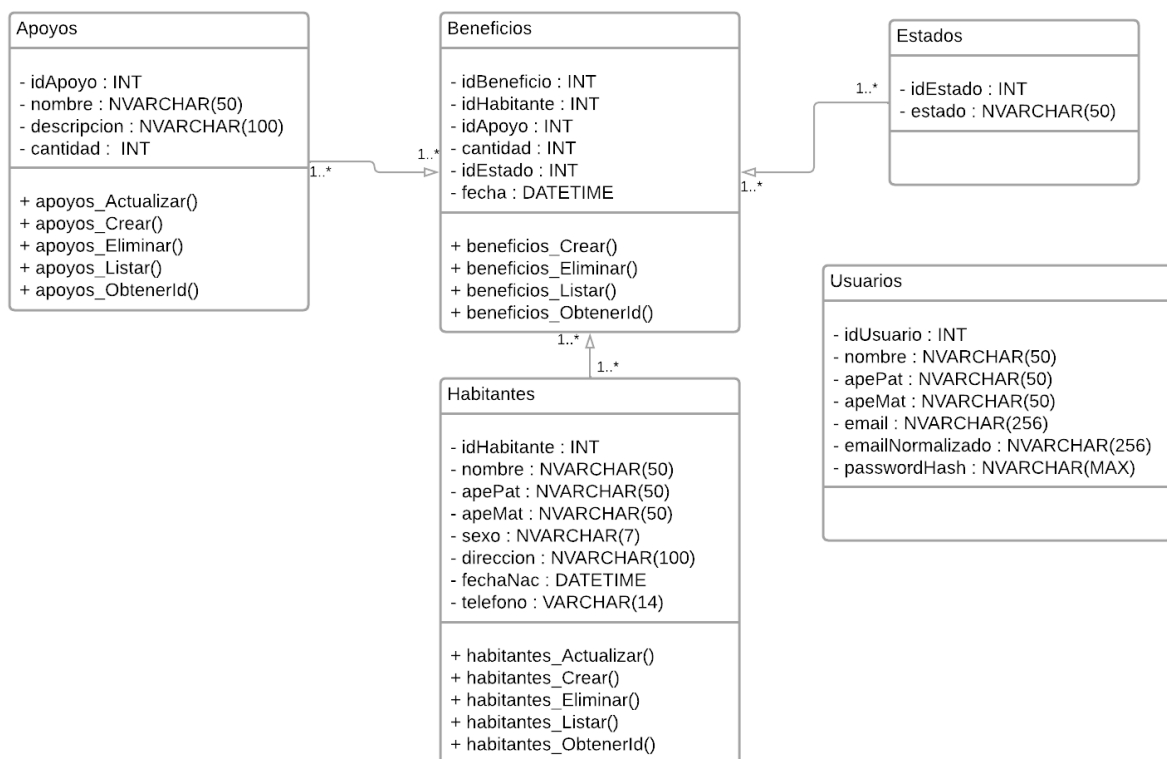 Apoyos
- idApoyo : INT
- nombre : NVARCHAR(50)
- descripcion : NVARCHAR(100)
- cantidad :  INT
+ apoyos_Actualizar()
+ apoyos_Crear()
+ apoyos_Eliminar()
+ apoyos_Listar()
+ apoyos_ObtenerId()
1..*
1..*
Beneficios
- idBeneficio : INT
- idHabitante : INT
- idApoyo : INT
- cantidad : INT
- idEstado : INT
- fecha : DATETIME
+ beneficios_Crear()
+ beneficios_Eliminar()
+ beneficios_Listar()
+ beneficios_ObtenerId()
1..*
1..*
Estados
- idEstado : INT
- estado : NVARCHAR(50)
Usuarios
- idUsuario : INT
- nombre : NVARCHAR(50)
- apePat : NVARCHAR(50)
- apeMat : NVARCHAR(50)
- email : NVARCHAR(256)
- emailNormalizado : NVARCHAR(256)
- passwordHash : NVARCHAR(MAX)
1..*
1..*
Habitantes
- idHabitante : INT
- nombre : NVARCHAR(50)
- apePat : NVARCHAR(50)
- apeMat : NVARCHAR(50)
- sexo : NVARCHAR(7)
- direccion : NVARCHAR(100)
- fechaNac : DATETIME
- telefono : VARCHAR(14)
+ habitantes_Actualizar()
+ habitantes_Crear()
+ habitantes_Eliminar()
+ habitantes_Listar()
+ habitantes_ObtenerId()